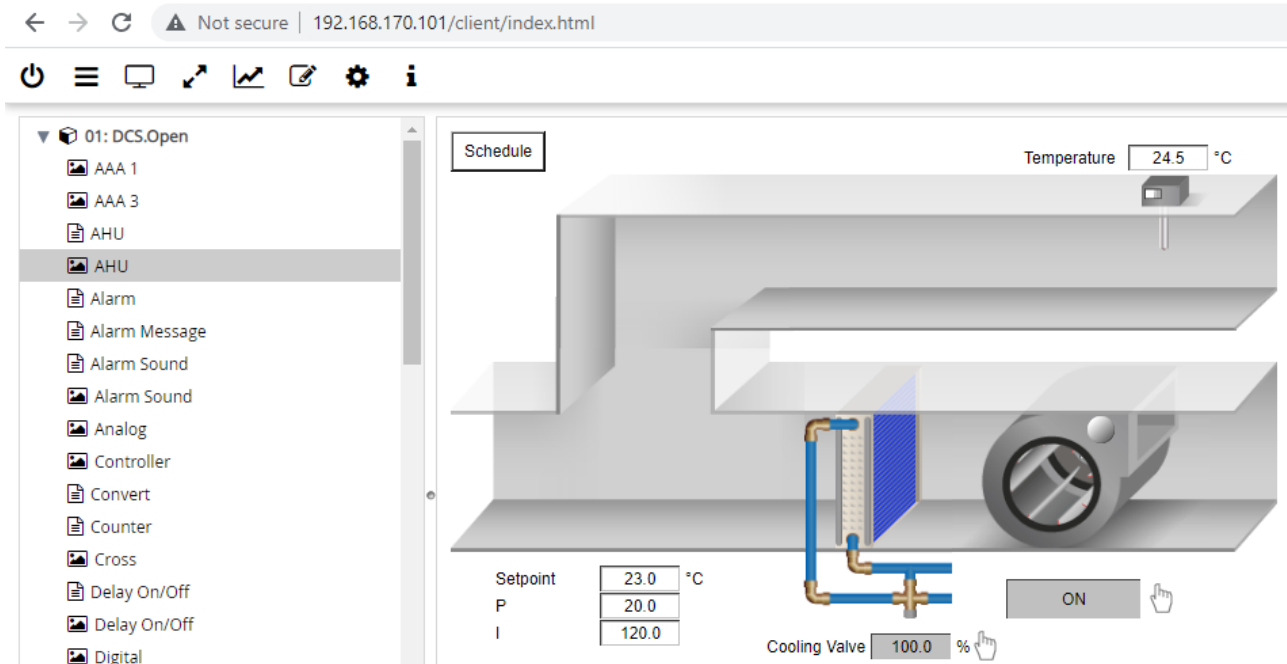 Not secure | 192.168.170.101/client/index.html
01: DCS.Open
AAA 1
AAA 3
AHU
AHU
Alarm
Alarm Message
Alarm Sound
Alarm Sound
Analog
Controller
Convert
Counter
Cross
Delay On/Off
Delay On/Off
Digital
Schedule
Temperature 24.5 °C
Setpoint 23.0 °C
P 20.0
I 120.0
Cooling Valve 100.0 %
ON